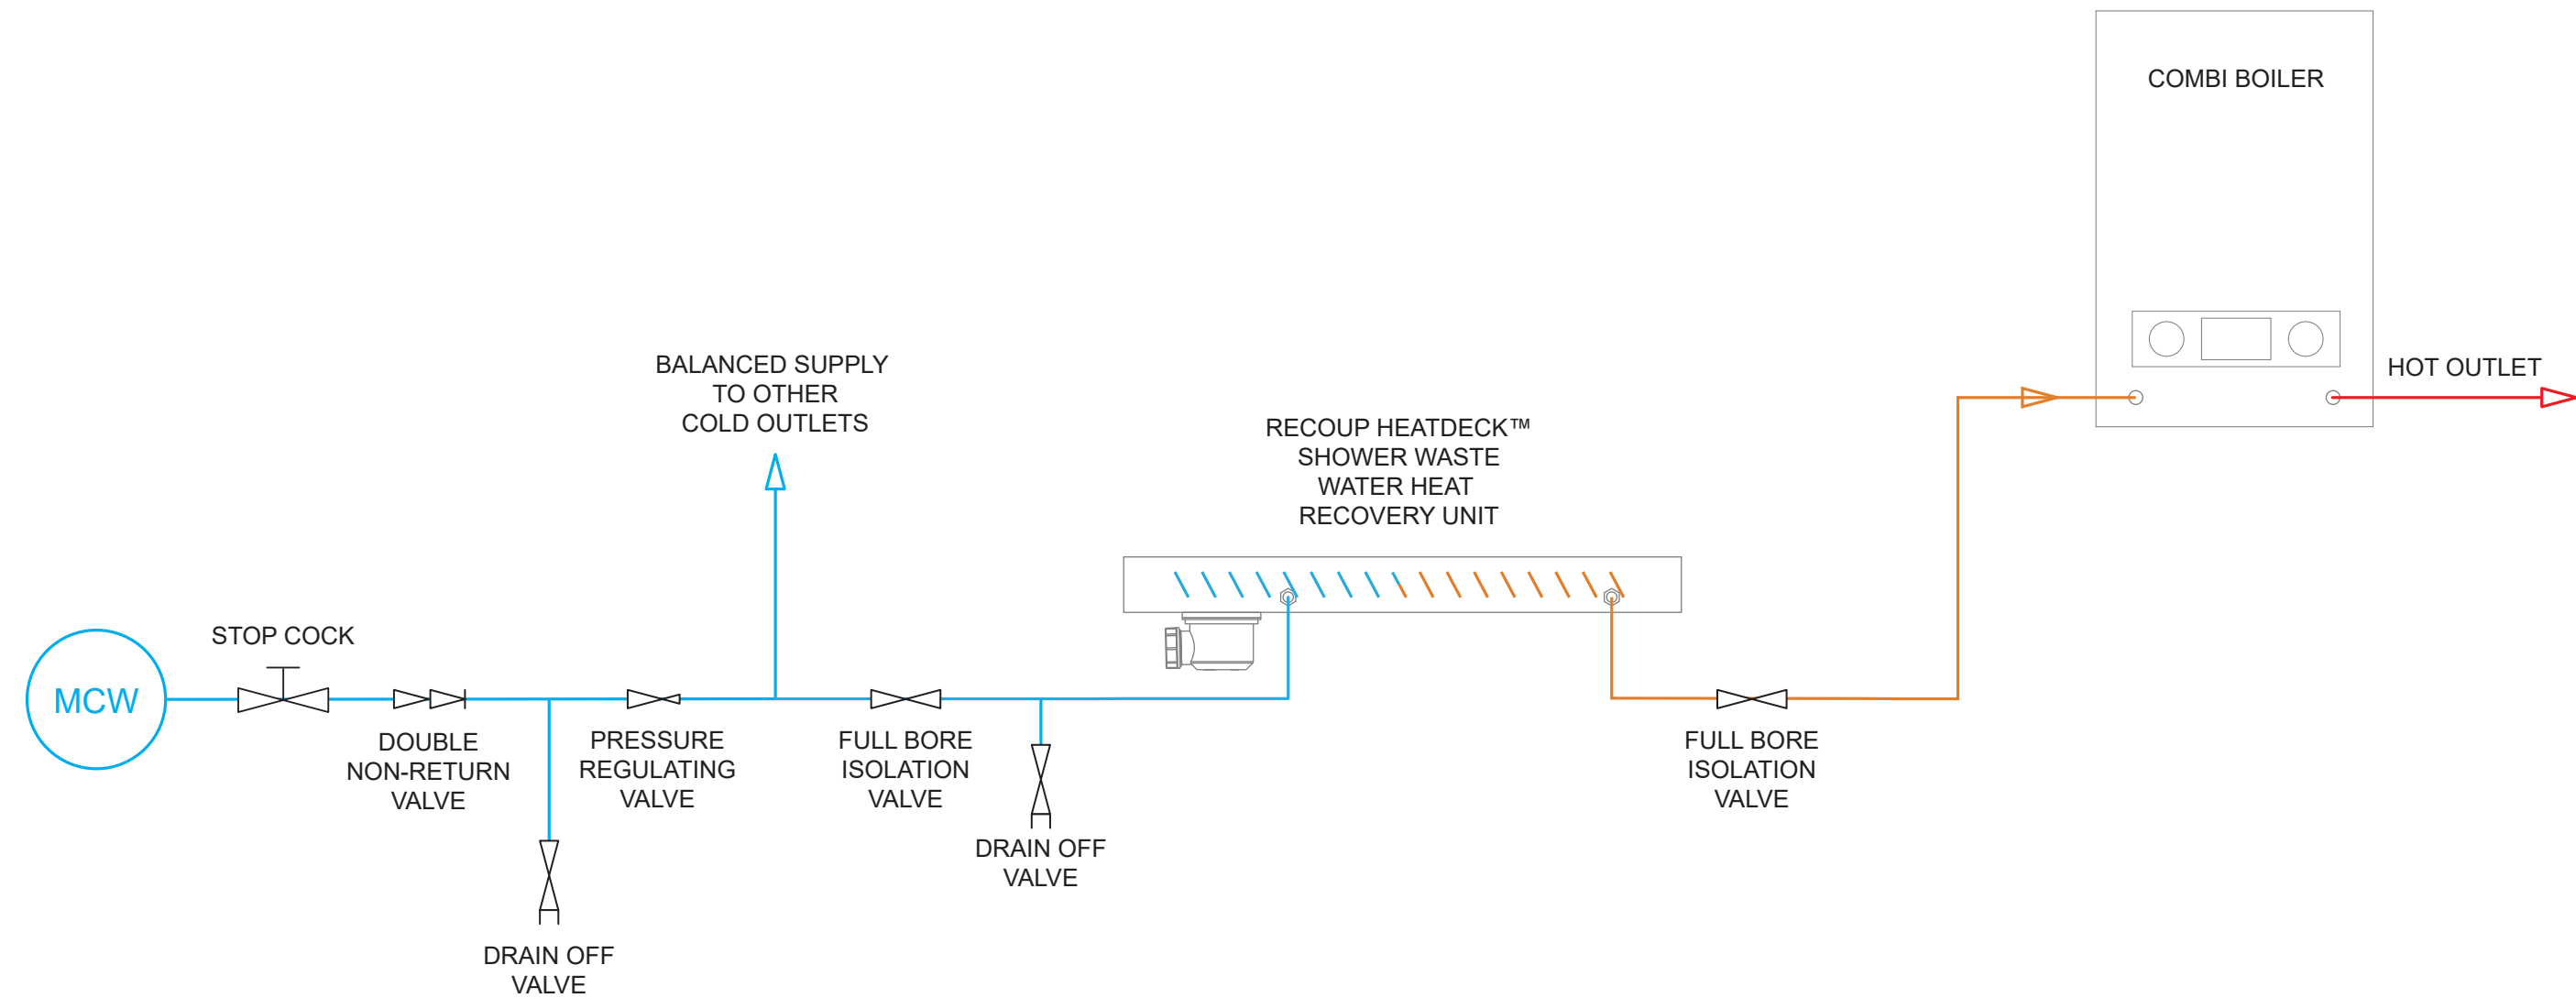 COMBI BOILER
HOT OUTLET
BALANCED SUPPLY
TO OTHER
COLD OUTLETS
RECOUP HEATDECK™
SHOWER WASTE
WATER HEAT
RECOVERY UNIT
STOP COCK
MCW
DOUBLE
NON-RETURN
VALVE
PRESSURE
REGULATING
VALVE
FULL BORE
ISOLATION
VALVE
FULL BORE
ISOLATION
VALVE
DRAIN OFF
VALVE
DRAIN OFF
VALVE